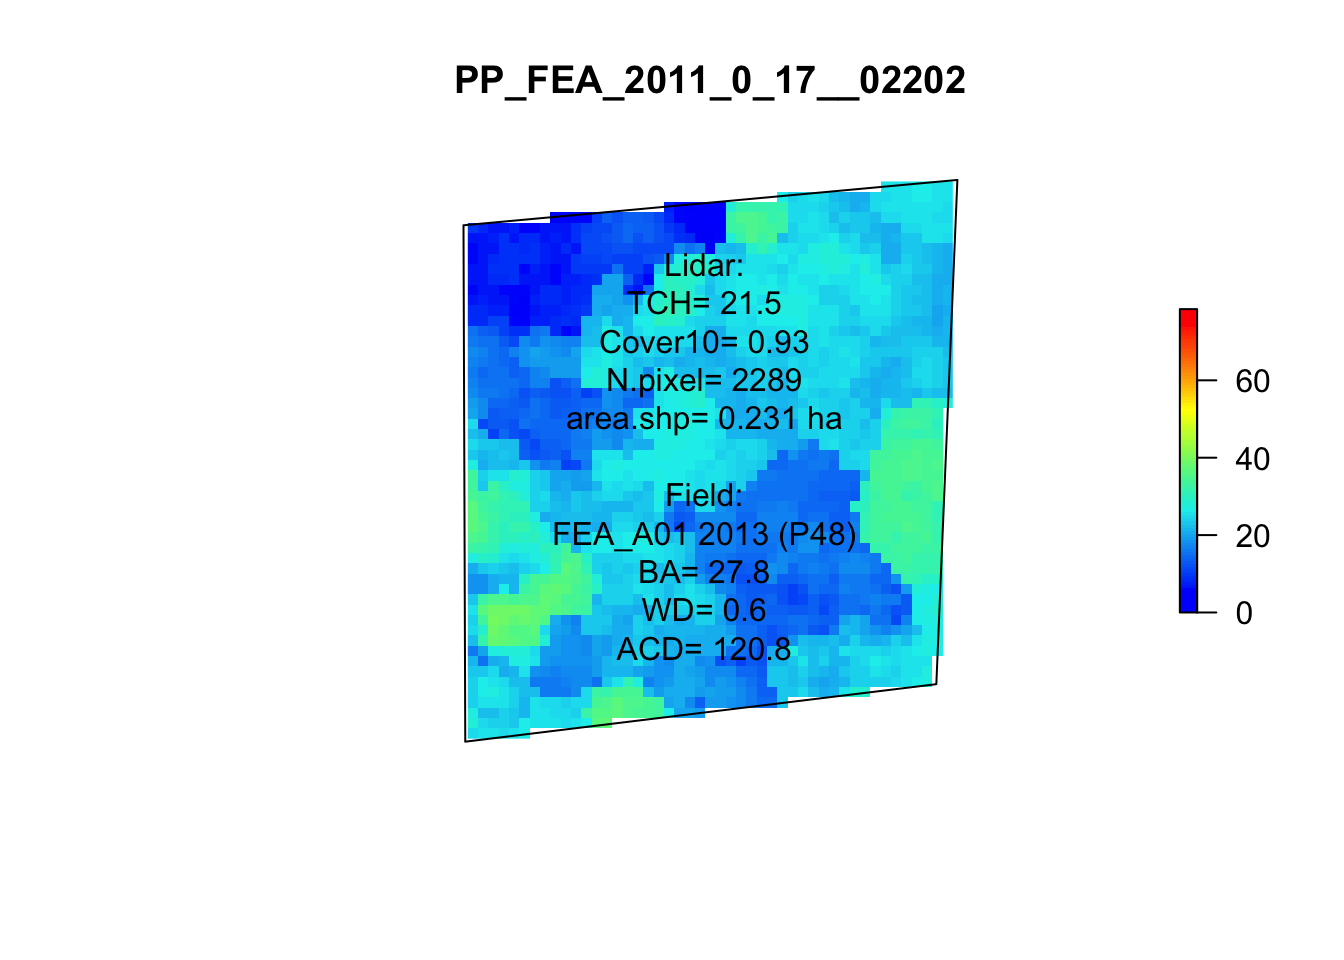 PP_FEA_2011_0_17__02202
Lidar:
TCH= 21.5
Cover10= 0.93
N.pixel= 2289
area.shp= 0.231 ha
Field:
FEA_A01 2013 (P48)
BA= 27.8
WD= 0.6
ACD= 120.8
60
40
20
0